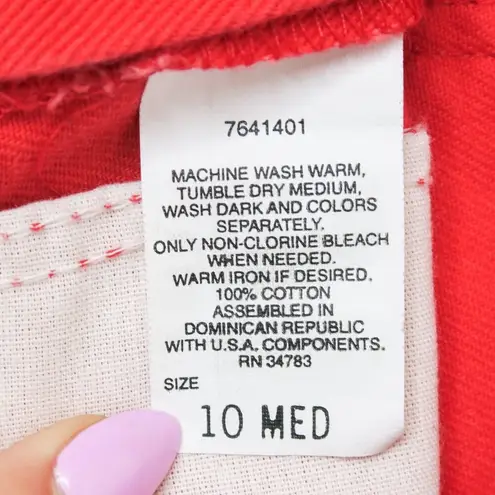 7641401
MACHINE WASH WARM,
TUMBLE DRY MEDIUM,
WASH DARK AND COLORS
SEPARATELY.
ONLY NON-CLORINE BLEACH
WHEN NEEDED.
WARM IRON IF DESIRED.
100% COTTON
ASSEMBLED IN
DOMINICAN REPUBLIC
WITH U.S.A. COMPONENTS.
RN 34783
SIZE
10 MED